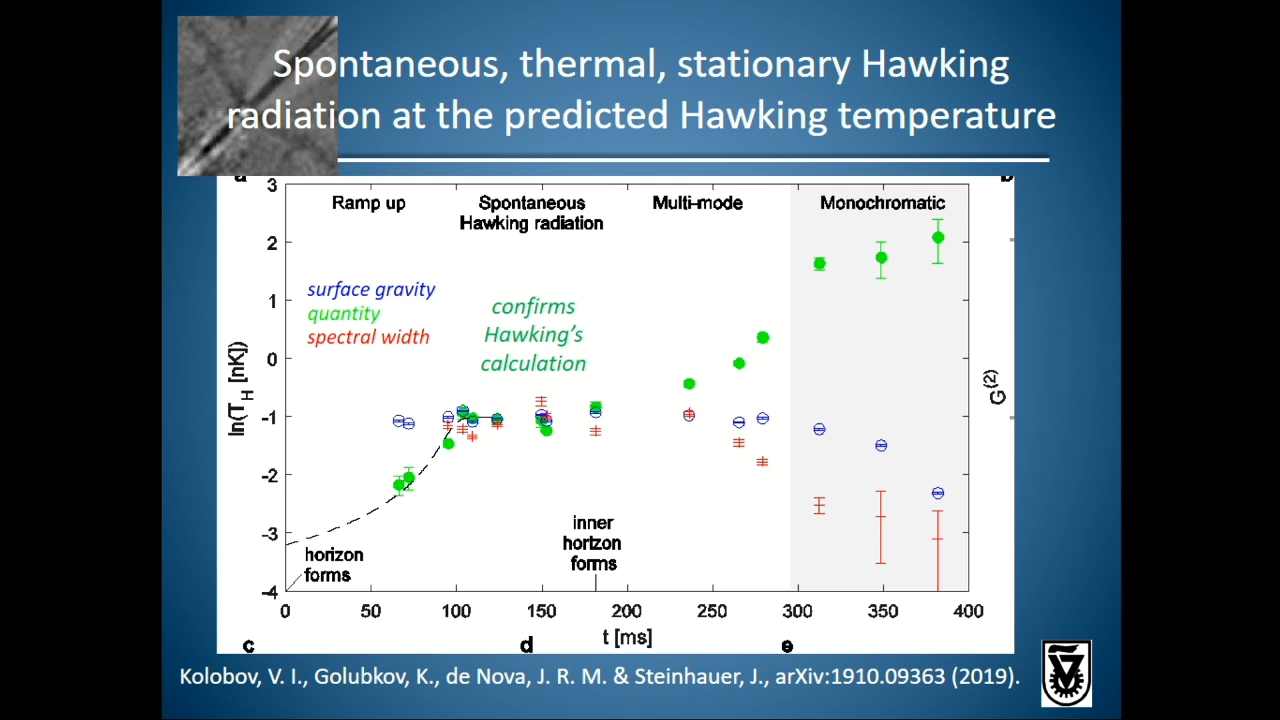 Spontaneous, thermal, stationary Hawking
radiation at the predicted Hawking temperature
a
b
Ramp up
Spontaneous
Hawking radiation
Multi-mode
Monochromatic
surface gravity
quantity
spectral width
confirms
Hawking's
calculation
ln(T_H [nK])
G^(2)
3
2
1
0
-1
-2
-3
-4
horizon
forms
inner
horizon
forms
0 50 100 150 200 250 300 350 400
t [ms]
c d e
Kolobov, V. I., Golubkov, K., de Nova, J. R. M. & Steinhauer, J., arXiv:1910.09363 (2019).